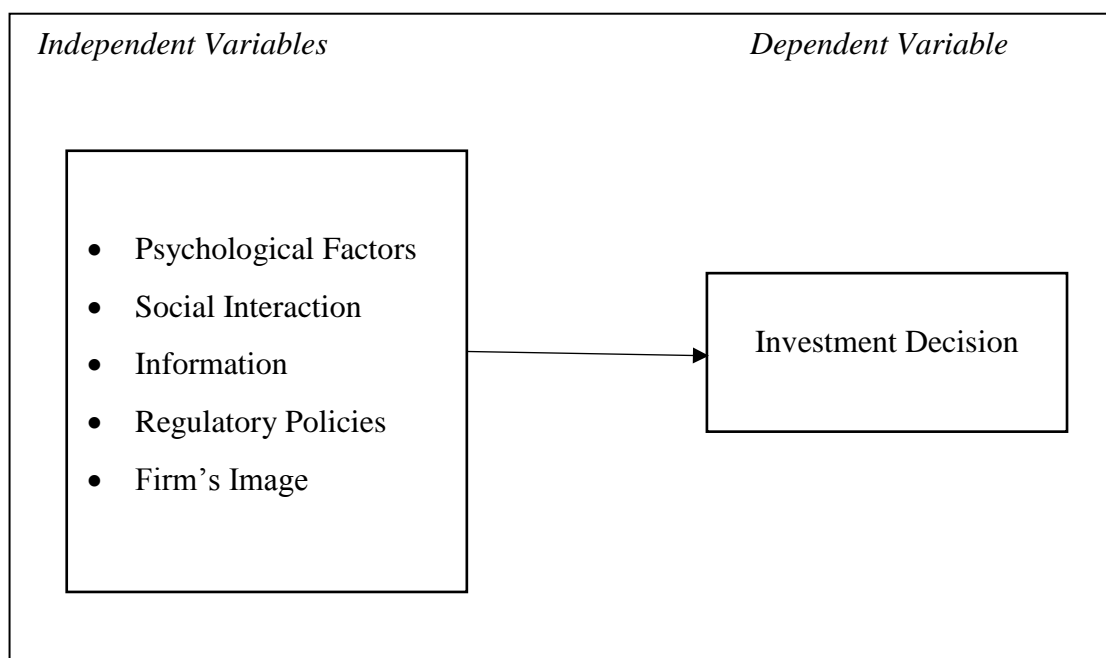 Independent Variables
Dependent Variable
• Psychological Factors
• Social Interaction
• Information
• Regulatory Policies
• Firm’s Image
Investment Decision